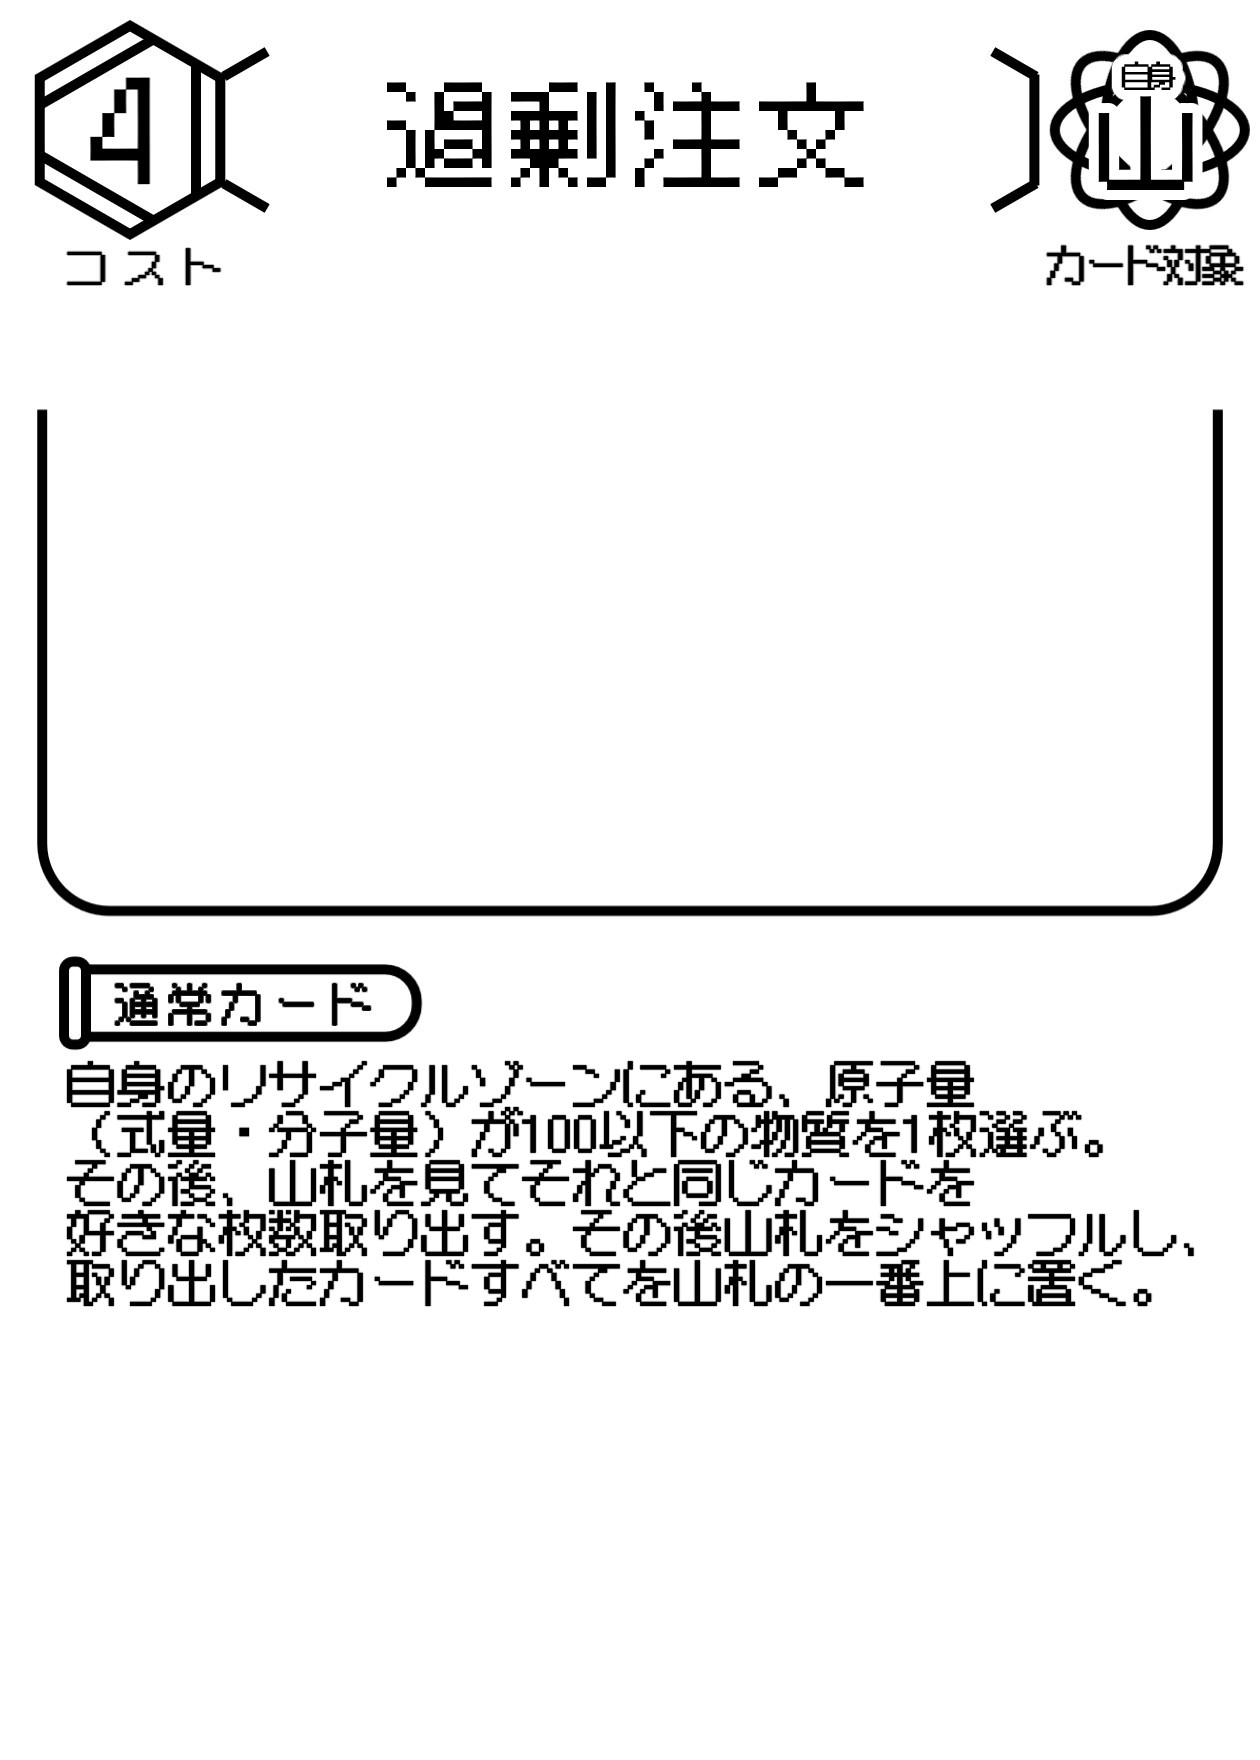 4
過剰注文
自身
山
コスト
カード対象
通常カード
自身のリサイクルゾーンにある、原子量
（式量・分子量）が100以下の物質を1枚選ぶ。
その後、山札を見てそれと同じカードを
好きな枚数取り出す。その後山札をシャッフルし、
取り出したカードすべてを山札の一番上に置く。